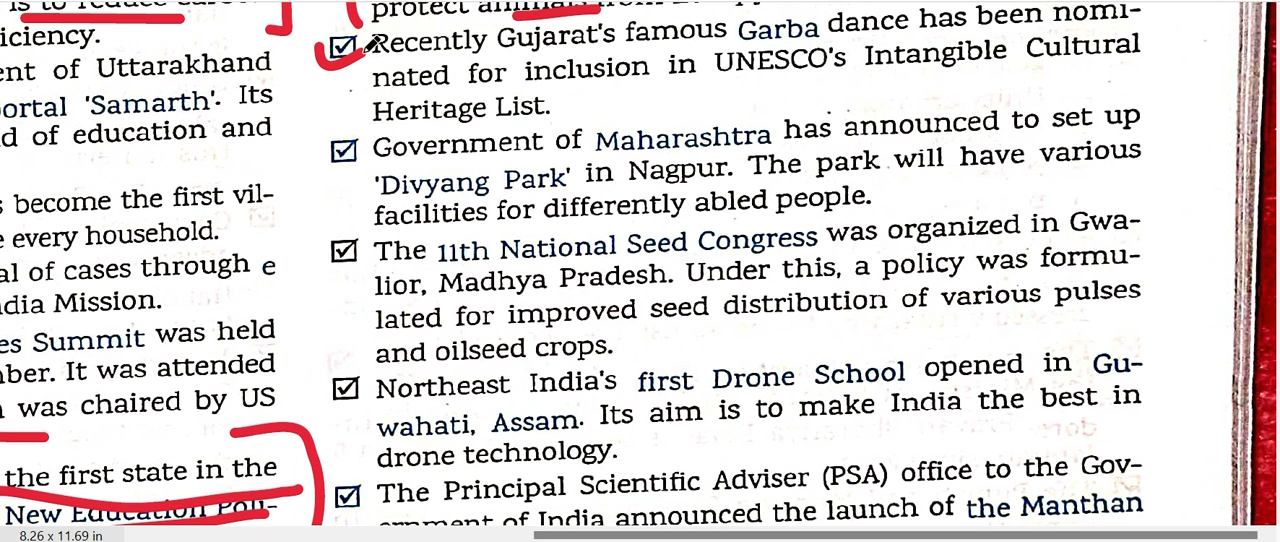 is to reduce
iciency.
ent of Uttarakhand
ortal 'Samarth'. Its
d of education and
s become the first vil-
e every household.
al of cases through e
ndia Mission.
es Summit was held
nber. It was attended
was chaired by US
the first state in the
New Education Poli-
protect animals
Recently Gujarat's famous Garba dance has been nomi-
nated for inclusion in UNESCO's Intangible Cultural
Heritage List.
Government of Maharashtra has announced to set up
'Divyang Park' in Nagpur. The park will have various
facilities for differently abled people.
The 11th National Seed Congress was organized in Gwa-
lior, Madhya Pradesh. Under this, a policy was formu-
lated for improved seed distribution of various pulses
and oilseed crops.
Northeast India's first Drone School opened in Gu-
wahati, Assam. Its aim is to make India the best in
drone technology.
The Principal Scientific Adviser (PSA) office to the Gov-
ernment of India announced the launch of the Manthan
8.26 x 11.69 in